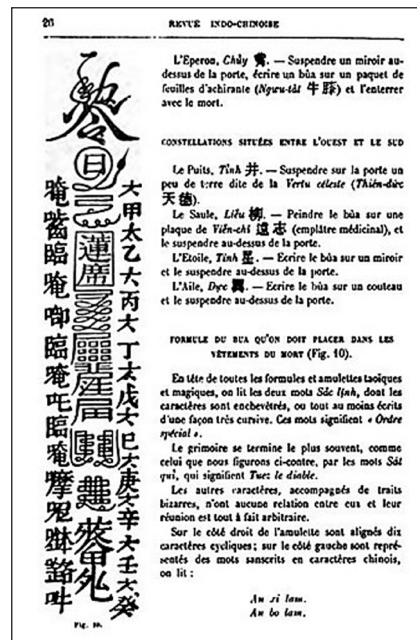 26 REVUE INDO-CHINOISE
L'Eperon, Chủy 觜. — Suspendre un miroir au-
dessus de la porte, écrire un bùa sur un paquet de
feuilles d'achirante (Ngưu-tất 牛膝) et l'enterrer
avec le mort.
CONSTELLATIONS SITUÉES ENTRE L'OUEST ET LE SUD
Le Puits, Tỉnh 井. — Suspendre sur la porte un
peu de terre dite de la Vertu céleste (Thiên-đức
天德).
Le Saule, Liễu 柳. — Peindre le bùa sur une
plaque de Viễn-chí 遠志 (emplâtre médicinal), et
le suspendre au-dessus de la porte.
L'Etoile, Tinh 星. — Ecrire le bùa sur un miroir
et le suspendre au-dessus de la porte.
L'Aile, Dực 翼. — Ecrire le bùa sur un couteau
et le suspendre au-dessus de la porte.
FORMULE DU BUA QU'ON DOIT PLACER DANS LES
VÊTEMENTS DU MORT (Fig. 10).
En tête de toutes les formules et amulettes taoïques
et magiques, on lit les deux mots Sắc lịnh, dont les
caractères sont enchevêtrés, ou tout au moins écrits
d'une façon très cursive. Ces mots signifient « Ordre
spécial ».
Le grimoire se termine le plus souvent, comme
celui que nous figurons ci-contre, par les mots Sát
quỉ, qui signifient Tuez le diable.
Les autres caractères, accompagnés de traits
bizarres, n'ont aucune relation entre eux et leur
réunion est tout à fait arbitraire.
Sur le côté droit de l'amulette sont alignés dix
caractères cycliques ; sur le côté gauche sont repré-
sentés des mots sanscrits en caractères chinois,
on lit :
An xi lam.
An bo lam.
大甲大乙大丙大丁大戊大巳大庚大辛大壬大癸
日
蓮席
Fig. 10.